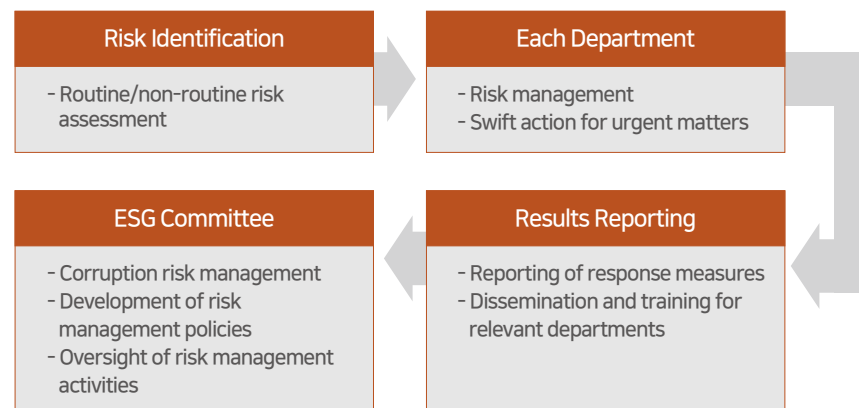 Risk Identification
- Routine/non-routine risk
assessment
Each Department
- Risk management
- Swift action for urgent matters
Results Reporting
- Reporting of response measures
- Dissemination and training for
relevant departments
ESG Committee
- Corruption risk management
- Development of risk
management policies
- Oversight of risk management
activities